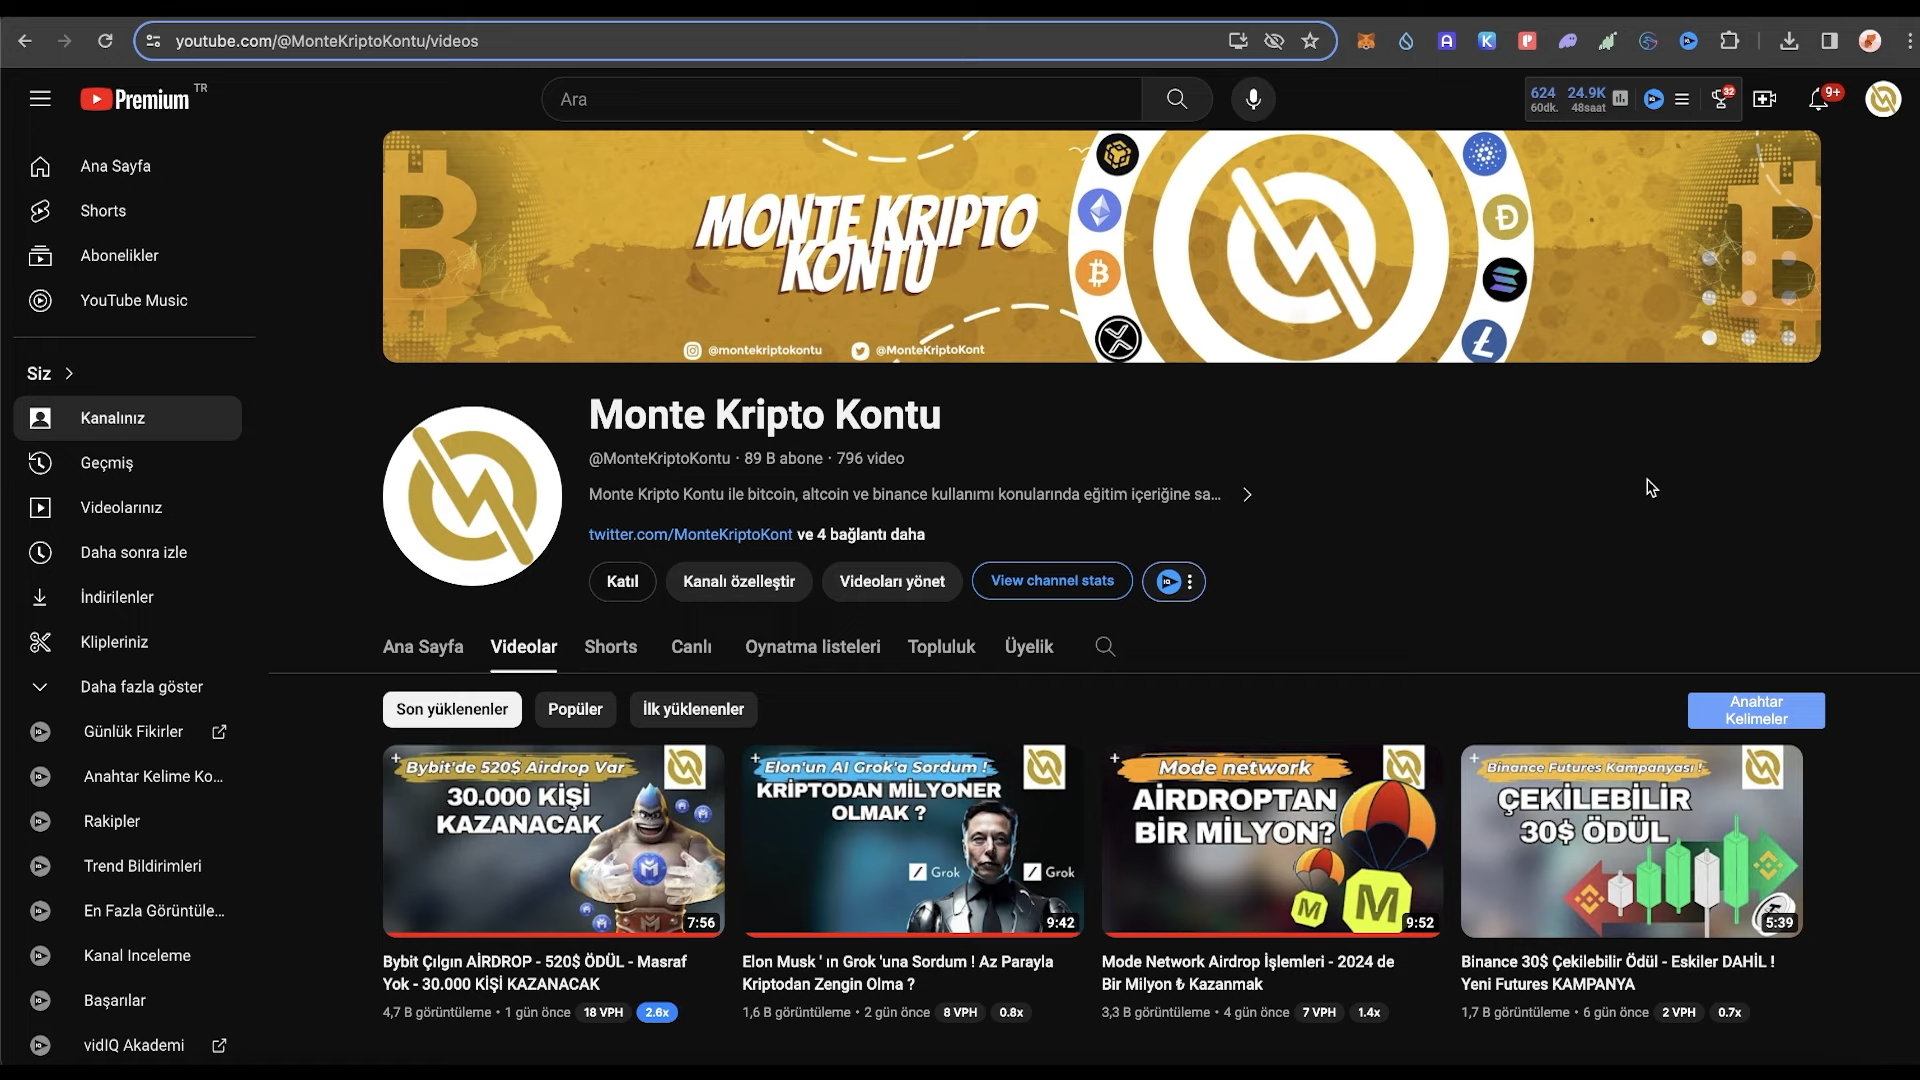 youtube.com/@MonteKriptoKontu/videos
Premium TR
Ara
624 24.9K
60dk. 48saat
32
9+
Ana Sayfa
Shorts
Abonelikler
YouTube Music
Siz
Kanalınız
Geçmiş
Videolarınız
Daha sonra izle
İndirilenler
Klipleriniz
Daha fazla göster
Günlük Fikirler
Anahtar Kelime Ko...
Rakipler
Trend Bildirimleri
En Fazla Görüntüle...
Kanal Inceleme
Başarılar
vidIQ Akademi
MONTE KRIPTO
KONTU
@montekriptokontu @MonteKriptoKont
Monte Kripto Kontu
@MonteKriptoKontu · 89 B abone · 796 video
Monte Kripto Kontu ile bitcoin, altcoin ve binance kullanımı konularında eğitim içeriğine sa...
twitter.com/MonteKriptoKont ve 4 bağlantı daha
Katıl Kanalı özelleştir Videoları yönet View channel stats
Ana Sayfa Videolar Shorts Canlı Oynatma listeleri Topluluk Üyelik
Son yüklenenler Popüler İlk yüklenenler
Anahtar
Kelimeler
Bybit'de 520$ Airdrop Var
30.000 KİŞİ
KAZANACAK
7:56
Bybit Çılgın AİRDROP - 520$ ÖDÜL - Masraf
Yok - 30.000 KİŞİ KAZANACAK
4,7 B görüntüleme · 1 gün önce 18 VPH 2.6x
Elon'un AI Grok'a Sordum !
KRİPTODAN MİLYONER
OLMAK ?
Grok Grok
9:42
Elon Musk ' ın Grok 'una Sordum ! Az Parayla
Kriptodan Zengin Olma ?
1,6 B görüntüleme · 2 gün önce 8 VPH 0.8x
Mode network
AİRDROPTAN
BİR MİLYON?
9:52
Mode Network Airdrop İşlemleri - 2024 de
Bir Milyon ₺ Kazanmak
3,3 B görüntüleme · 4 gün önce 7 VPH 1.4x
Binance Futures Kampanyası !
ÇEKİLEBİLİR
30$ ÖDÜL
5:39
Binance 30$ Çekilebilir Ödül - Eskiler DAHİL !
Yeni Futures KAMPANYA
1,7 B görüntüleme · 6 gün önce 2 VPH 0.7x